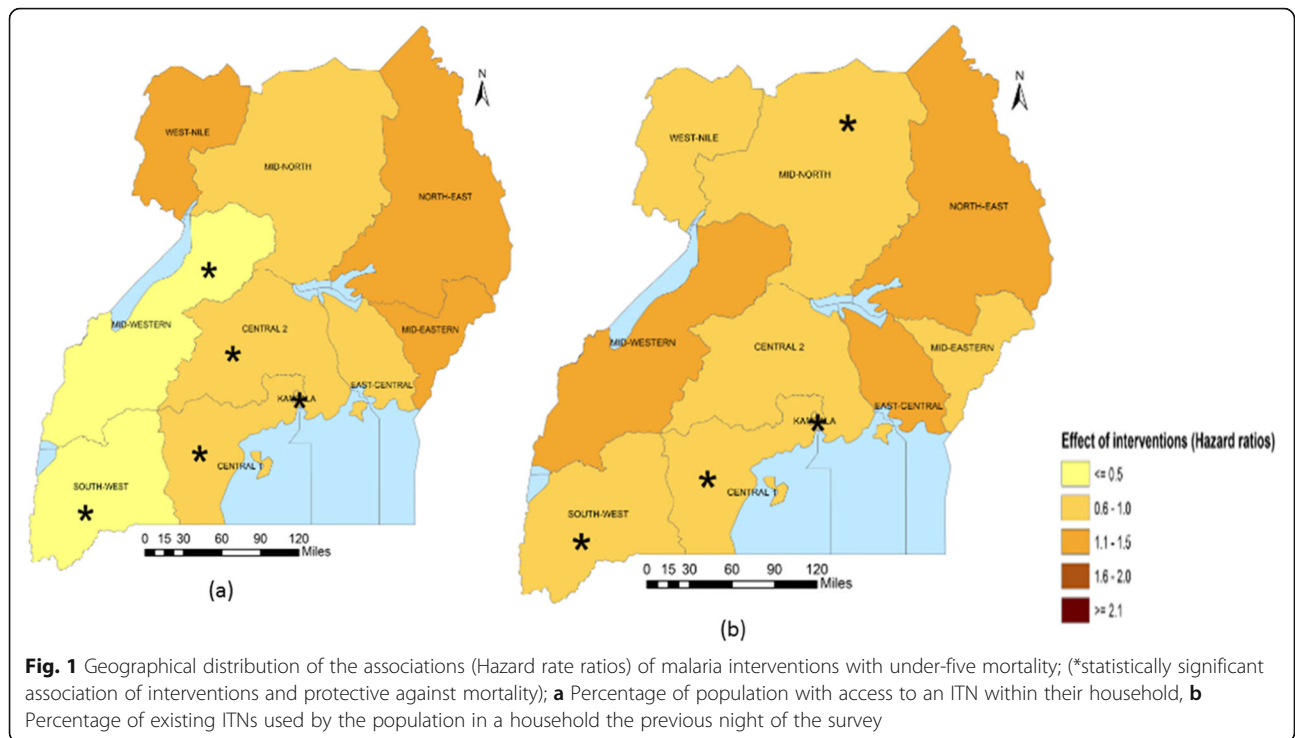 N
WEST-NILE
MID-NORTH
NORTH-EAST
*
MID-WESTERN
CENTRAL 2
*
MID-EASTERN
EAST-CENTRAL
KAMPALA
*
*
CENTRAL 1
SOUTH-WEST
*
0 15 30 60 90 120
Miles
(a)
N
*
WEST-NILE
MID-NORTH
NORTH-EAST
MID-WESTERN
CENTRAL 2
MID-EASTERN
EAST-CENTRAL
KAMPALA
*
*
CENTRAL 1
SOUTH-WEST
*
0 15 30 60 90 120
Miles
(b)
Effect of interventions (Hazard ratios)
<= 0.5
0.6 - 1.0
1.1 - 1.5
1.6 - 2.0
>= 2.1
Fig. 1 Geographical distribution of the associations (Hazard rate ratios) of malaria interventions with under-five mortality; (*statistically significant
association of interventions and protective against mortality); a Percentage of population with access to an ITN within their household, b
Percentage of existing ITNs used by the population in a household the previous night of the survey